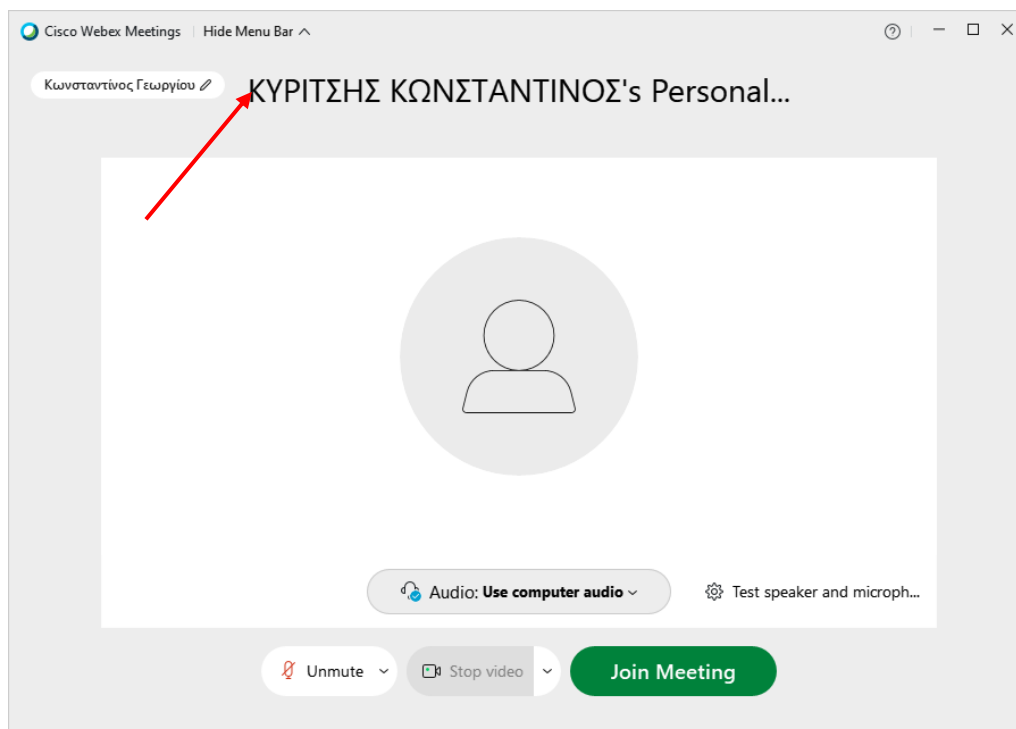 Cisco Webex Meetings Hide Menu Bar
Κωνσταντίνος Γεωργίου
ΚΥΡΙΤΣΗΣ ΚΩΝΣΤΑΝΤΙΝΟΣ's Personal...
Audio: Use computer audio
Test speaker and microph...
Unmute
Stop video
Join Meeting